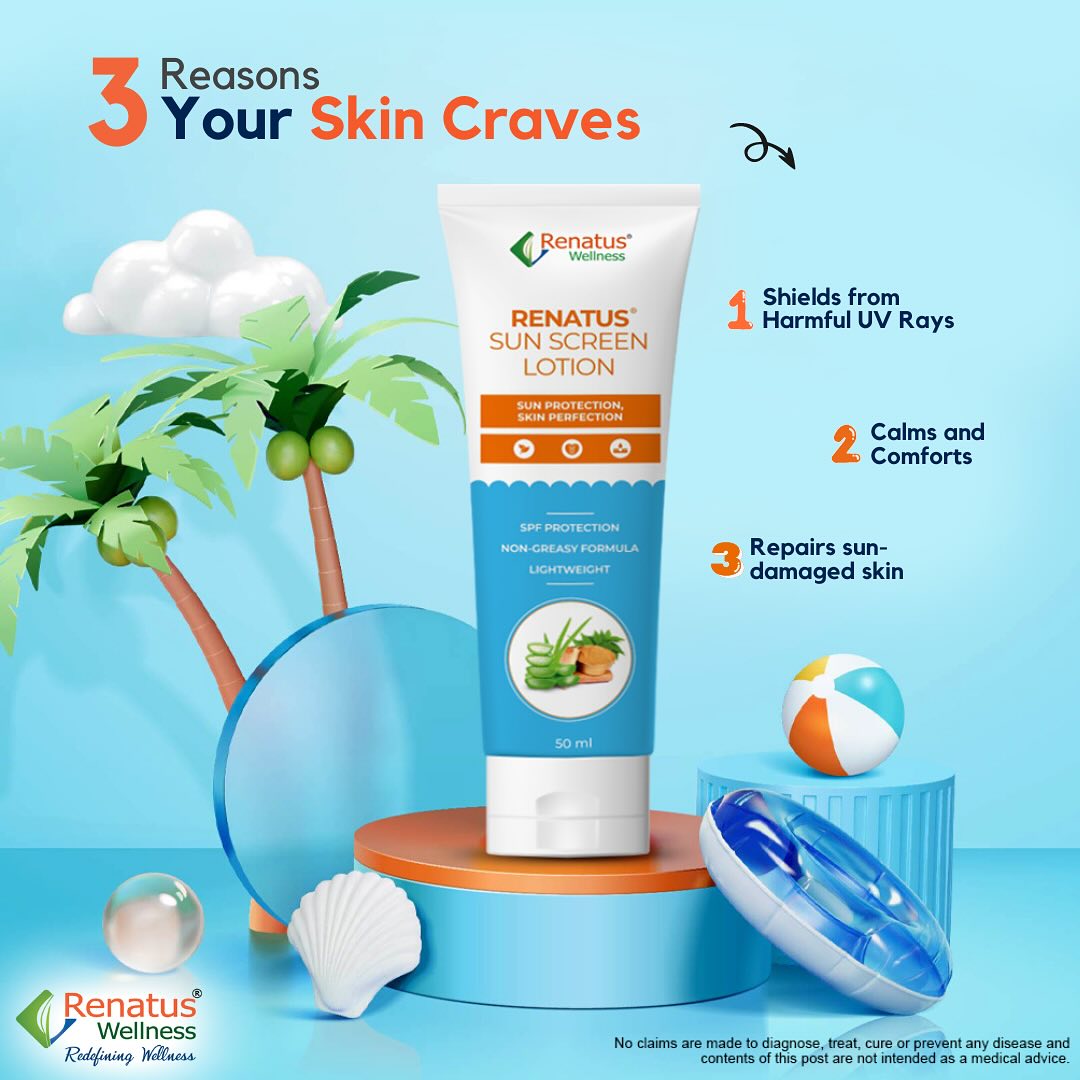 3 Reasons
Your Skin Craves
Renatus®
Wellness
RENATUS®
SUN SCREEN
LOTION
SUN PROTECTION,
SKIN PERFECTION
SPF PROTECTION
NON-GREASY FORMULA
LIGHTWEIGHT
50 ml
1 Shields from
Harmful UV Rays
2 Calms and
Comforts
3 Repairs sun-
damaged skin
Renatus®
Wellness
Redefining Wellness
No claims are made to diagnose, treat, cure or prevent any disease and
contents of this post are not intended as a medical advice.